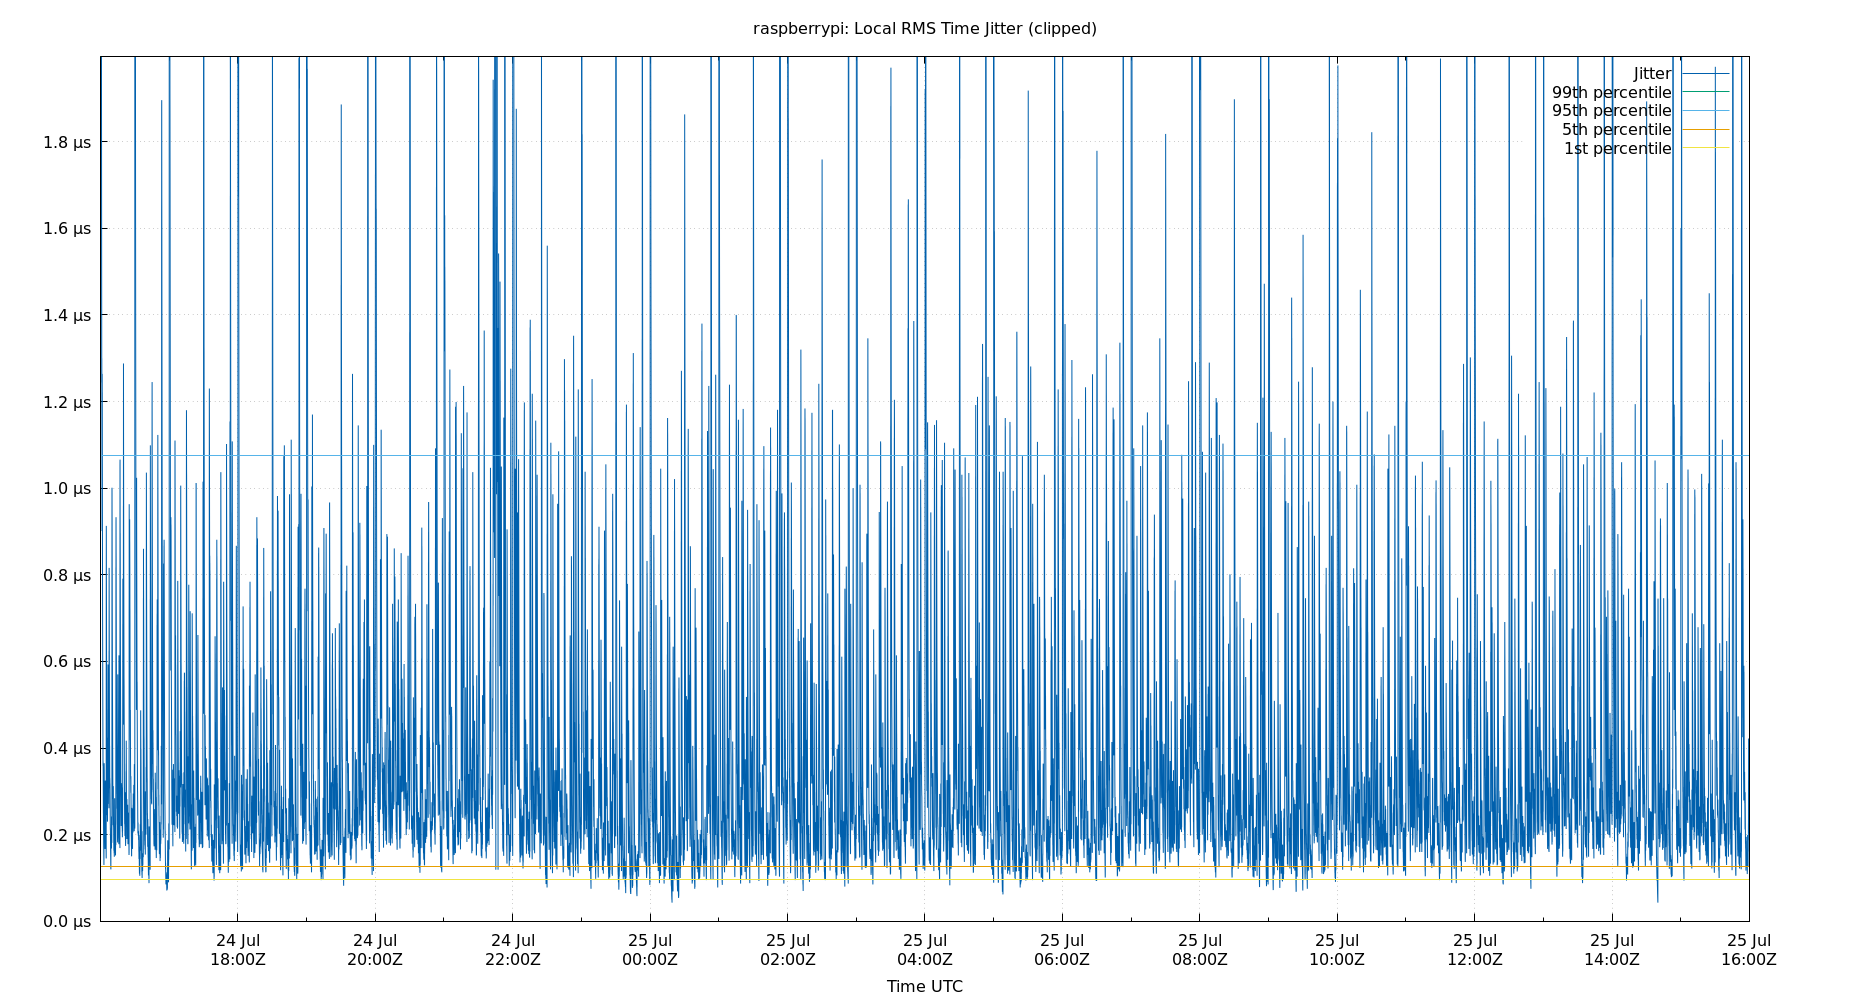 raspberrypi: Local RMS Time Jitter (clipped)
Jitter
99th percentile
95th percentile
5th percentile
1st percentile
1.8 µs
1.6 µs
1.4 µs
1.2 µs
1.0 µs
0.8 µs
0.6 µs
0.4 µs
0.2 µs
0.0 µs
24 Jul 24 Jul 24 Jul 25 Jul 25 Jul 25 Jul 25 Jul 25 Jul 25 Jul 25 Jul 25 Jul 25 Jul
18:00Z 20:00Z 22:00Z 00:00Z 02:00Z 04:00Z 06:00Z 08:00Z 10:00Z 12:00Z 14:00Z 16:00Z
Time UTC